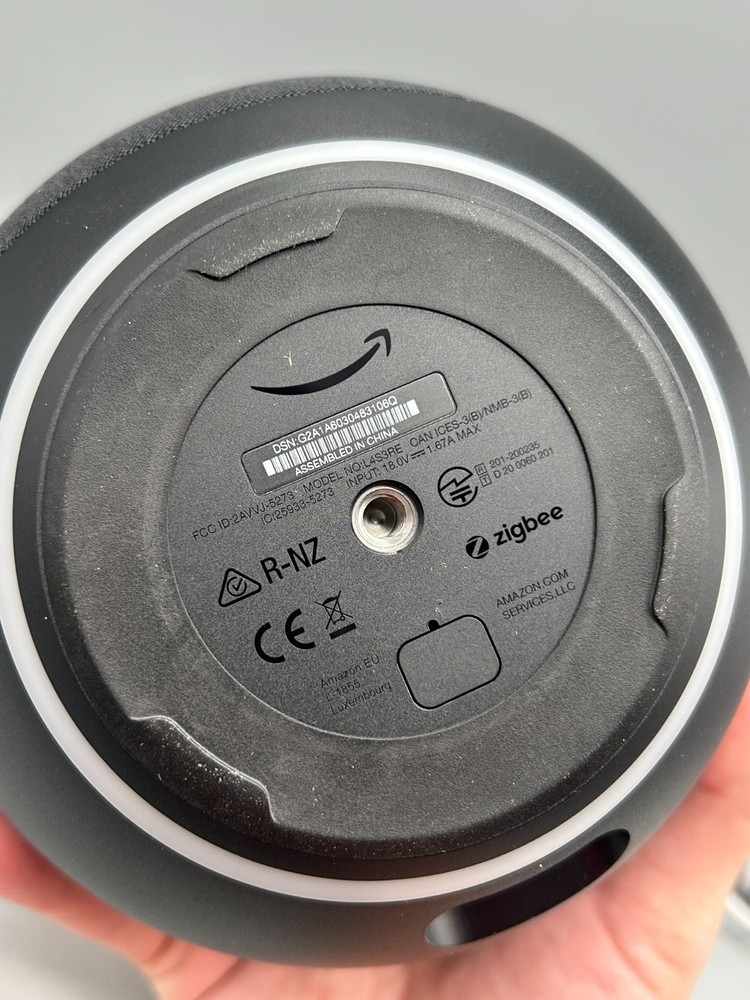 DSN:G2A1A6030483106Q
ASSEMBLED IN CHINA
FCC ID:2AVVJ-5273 MODEL NO:L4S3RE CAN ICES-3(B)/NMB-3(B)
IC:25933-5273 INPUT: 18.0V⎓1.67A MAX
R 201-200235
T D 20 0060 201
R-NZ
zigbee
CE
AMAZON.COM
SERVICES,LLC
Amazon EU
L-1855
Luxembourg